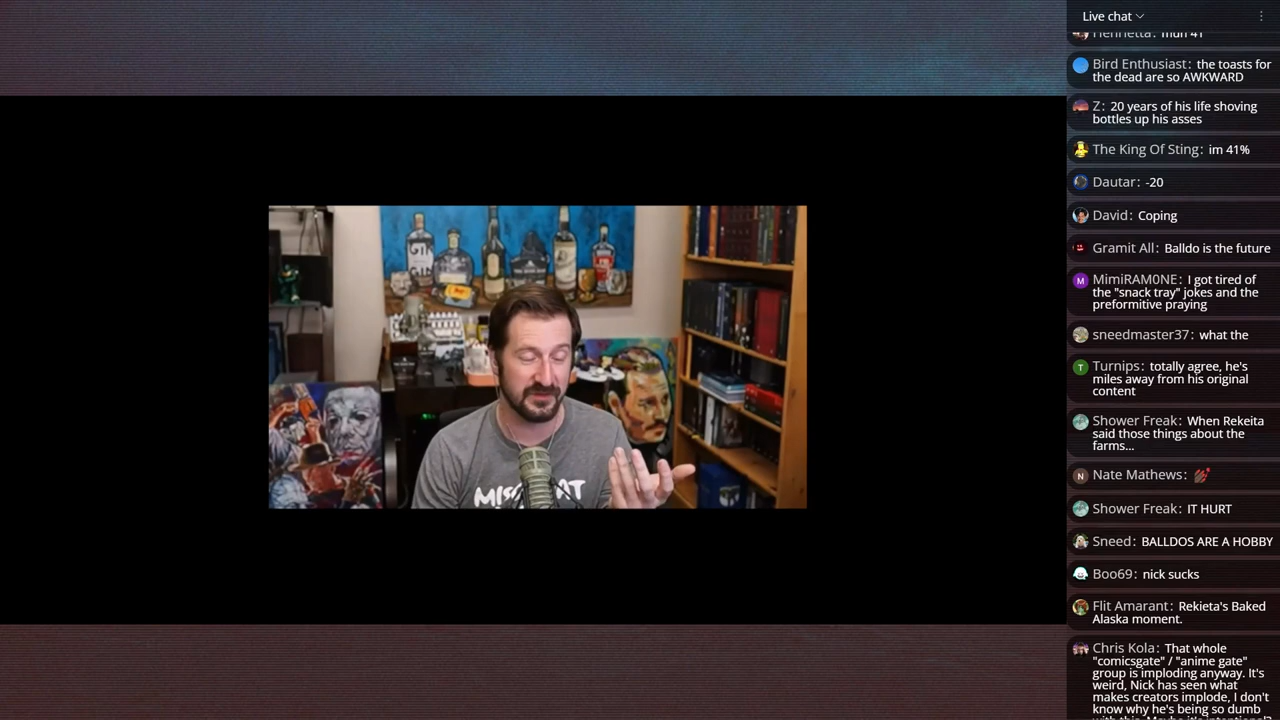 Live chat
Henrietta:
Bird Enthusiast: the toasts for
the dead are so AWKWARD
Z: 20 years of his life shoving
bottles up his asses
The King Of Sting: im 41%
Dautar: -20
David: Coping
Gramit All: Balldo is the future
M
MimiRAM0NE: I got tired of
the "snack tray" jokes and the
preformitive praying
sneedmaster37: what the
T
Turnips: totally agree, he's
miles away from his original
content
Shower Freak: When Rekeita
said those things about the
farms...
N
Nate Mathews:
Shower Freak: IT HURT
Sneed: BALLDOS ARE A HOBBY
Boo69: nick sucks
Flit Amarant: Rekieta's Baked
Alaska moment.
Chris Kola: That whole
"comicsgate" / "anime gate"
group is imploding anyway. It's
weird, Nick has seen what
makes creators implode, I don't
know why he's being so dumb
GIN
GIN